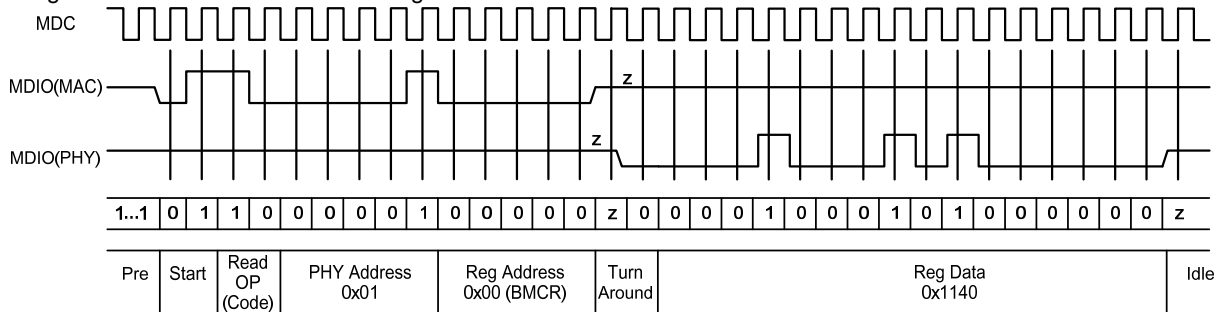 MDC
MDIO(MAC)
z
MDIO(PHY)
z
1...1 0 1 1 0 0 0 0 0 1 0 0 0 0 0 z 0 0 0 0 1 0 0 0 1 0 1 0 0 0 0 0 0 z
Pre Start Read OP (Code) PHY Address 0x01 Reg Address 0x00 (BMCR) Turn Around Reg Data 0x1140 Idle